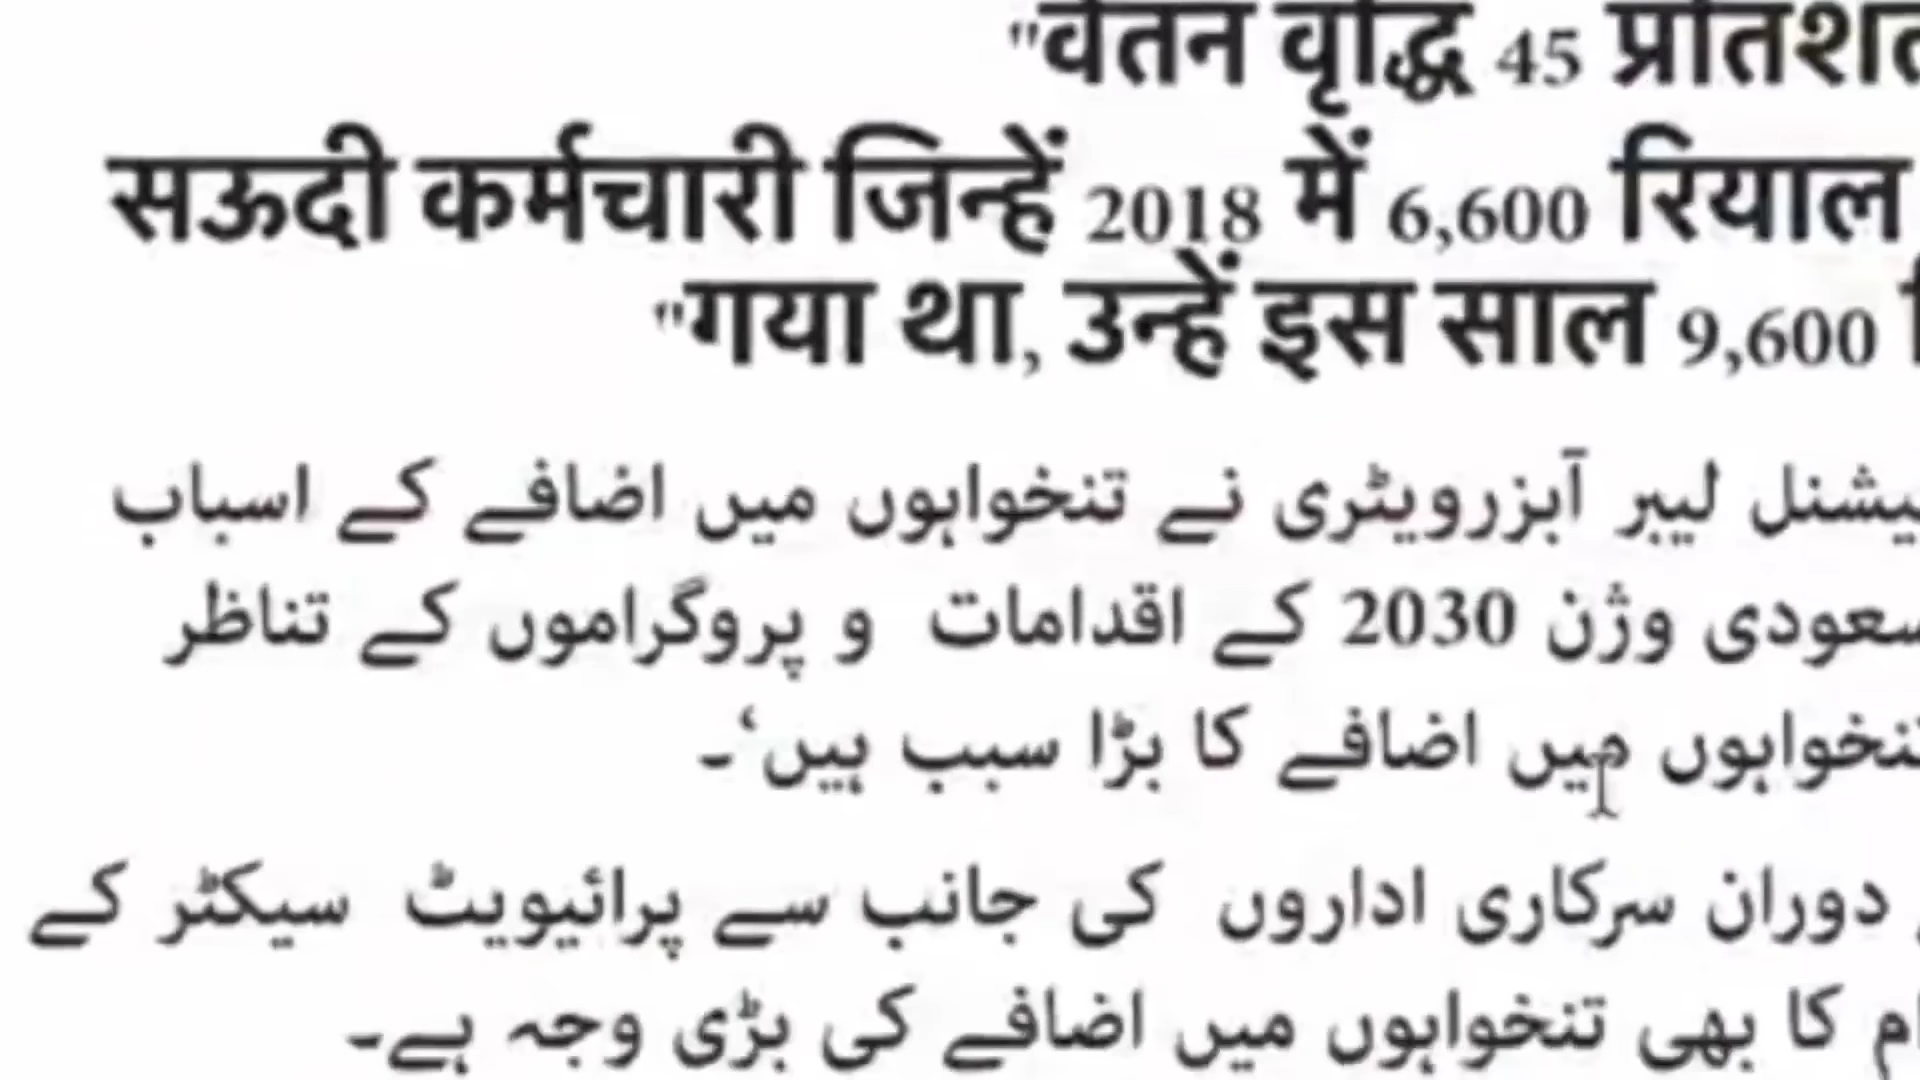 "वेतन वृद्धि 45 प्रतिशत
सऊदी कर्मचारी जिन्हें 2018 में 6,600 रियाल
"गया था, उन्हें इस साल 9,600
لیبر آبزرویٹری نے تنخواہوں میں اضافے کے اسباب
سعودی وژن 2030 کے اقدامات و پروگراموں کے تناظر
تنخواہوں میں اضافے کا بڑا سبب ہیں‘۔
دوران سرکاری اداروں کی جانب سے پرائیویٹ سیکٹر کے
کا بھی تنخواہوں میں اضافے کی بڑی وجہ ہے۔